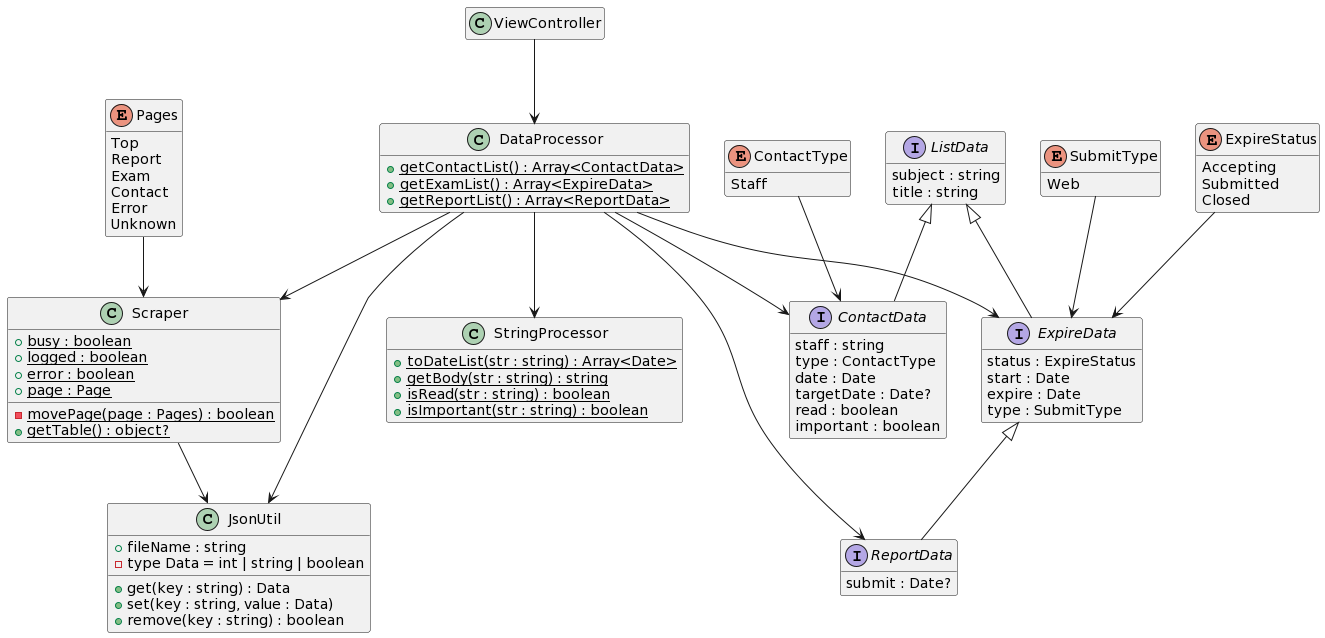 C ViewController
E Pages
Top
Report
Exam
Contact
Error
Unknown
C DataProcessor
getContactList() : Array<ContactData>
getExamList() : Array<ExpireData>
getReportList() : Array<ReportData>
E ContactType
Staff
I ListData
subject : string
title : string
E SubmitType
Web
E ExpireStatus
Accepting
Submitted
Closed
C Scraper
busy : boolean
logged : boolean
error : boolean
page : Page
movePage(page : Pages) : boolean
getTable() : object?
C StringProcessor
toDateList(str : string) : Array<Date>
getBody(str : string) : string
isRead(str : string) : boolean
isImportant(str : string) : boolean
I ContactData
staff : string
type : ContactType
date : Date
targetDate : Date?
read : boolean
important : boolean
I ExpireData
status : ExpireStatus
start : Date
expire : Date
type : SubmitType
C JsonUtil
fileName : string
type Data = int | string | boolean
get(key : string) : Data
set(key : string, value : Data)
remove(key : string) : boolean
I ReportData
submit : Date?